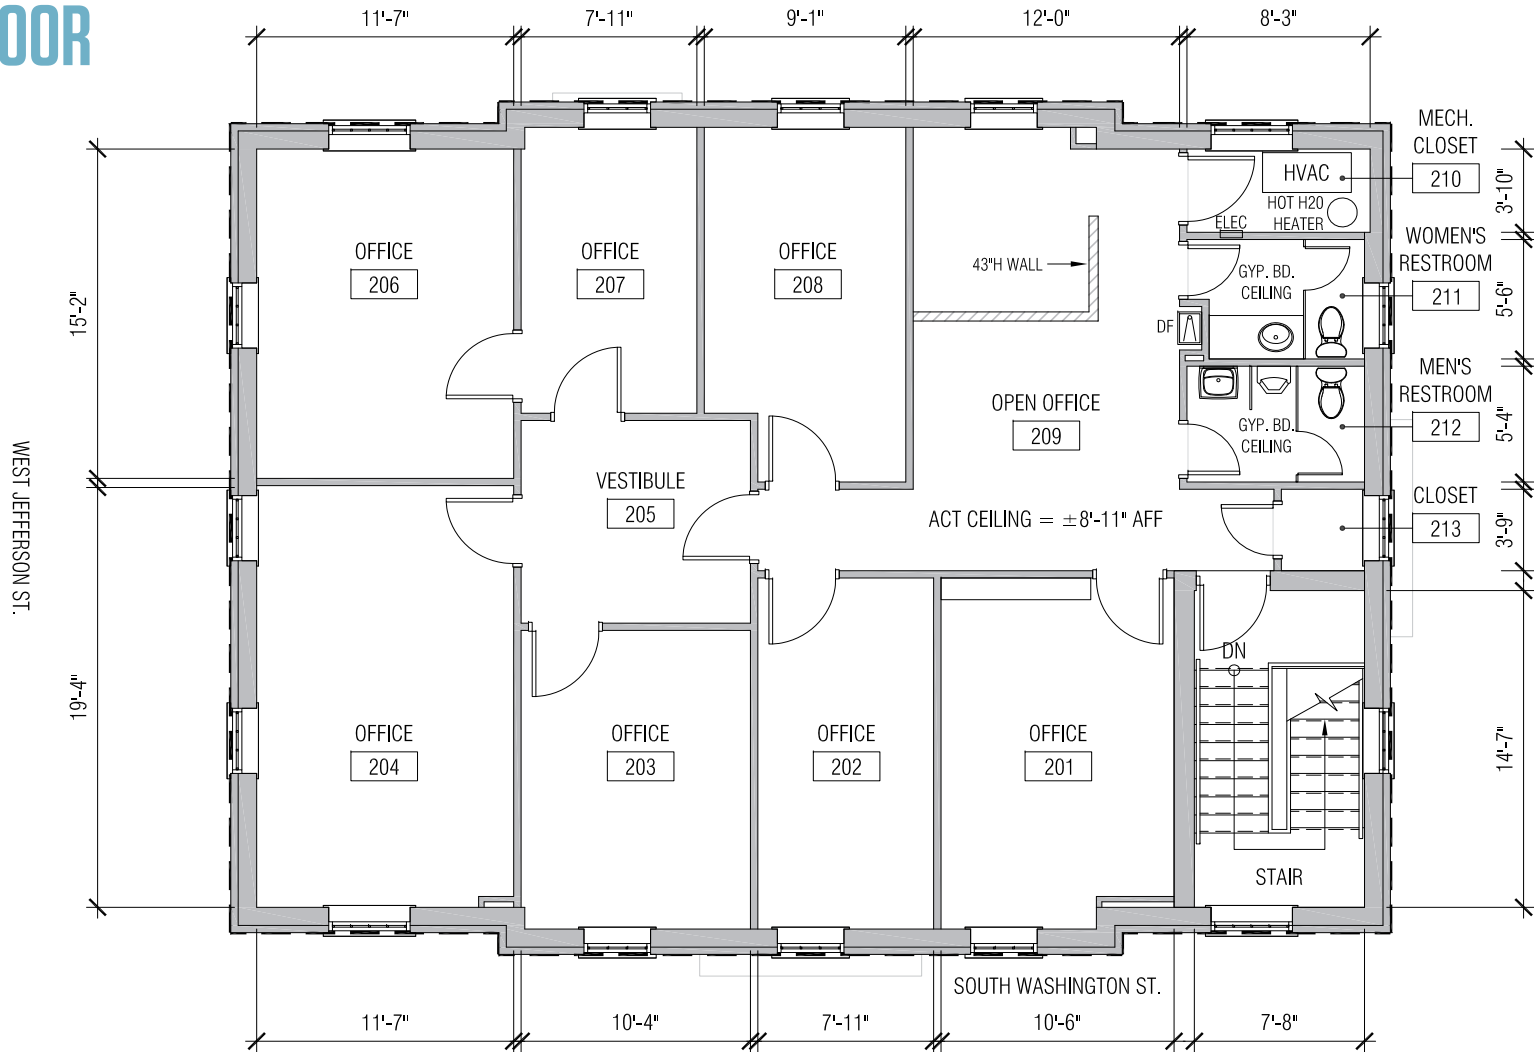 OOR
11'-7"
7'-11"
9'-1"
12'-0"
8'-3"
MECH.
CLOSET
210
HVAC
HOT H20
HEATER
ELEC
3'-10"
WOMEN'S
RESTROOM
211
GYP. BD.
CEILING
5'-6"
OFFICE
206
OFFICE
207
OFFICE
208
43"H WALL
15'-2"
DF
MEN'S
RESTROOM
212
GYP. BD.
CEILING
5'-4"
OPEN OFFICE
209
VESTIBULE
205
ACT CEILING = ±8'-11" AFF
CLOSET
213
3'-9"
WEST JEFFERSON ST.
19'-4"
DN
OFFICE
204
OFFICE
203
OFFICE
202
OFFICE
201
14'-7"
STAIR
SOUTH WASHINGTON ST.
11'-7"
10'-4"
7'-11"
10'-6"
7'-8"